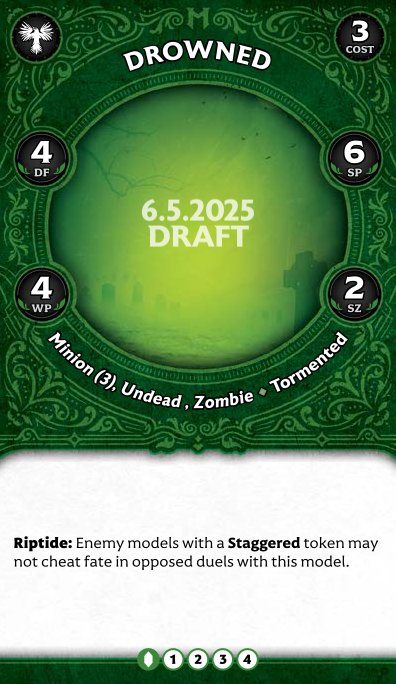 3
COST
DROWNED
4
DF
6
SP
6.5.2025
DRAFT
4
WP
2
SZ
Minion (3), Undead , Zombie ♦ Tormented
Riptide: Enemy models with a Staggered token may
not cheat fate in opposed duels with this model.
1 2 3 4